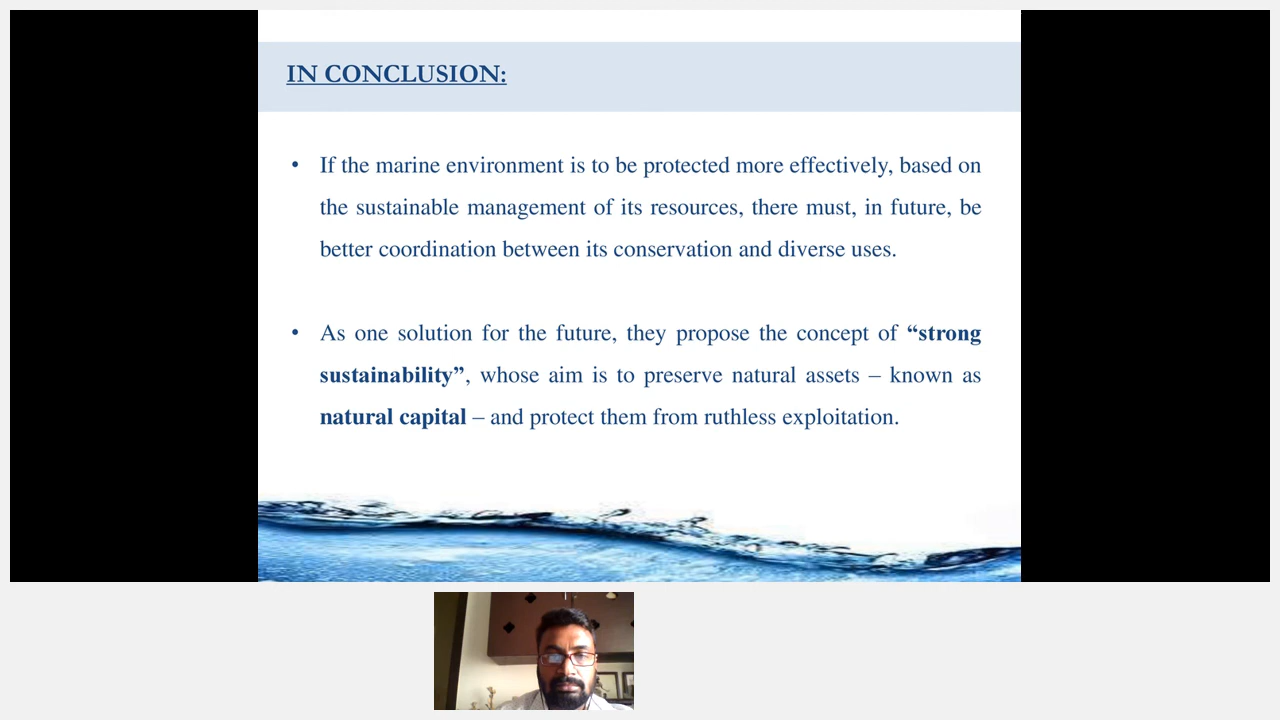 IN CONCLUSION:
• If the marine environment is to be protected more effectively, based on
the sustainable management of its resources, there must, in future, be
better coordination between its conservation and diverse uses.
• As one solution for the future, they propose the concept of “strong
sustainability”, whose aim is to preserve natural assets – known as
natural capital – and protect them from ruthless exploitation.